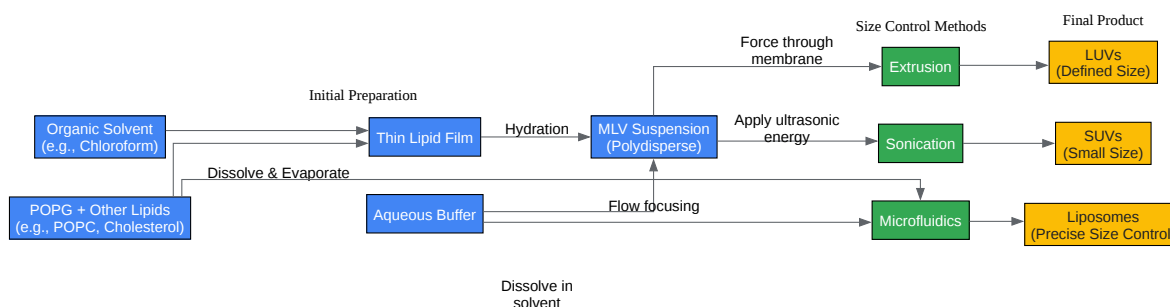 Size Control Methods
Final Product
Force through
membrane
Extrusion
LUVs
(Defined Size)
Initial Preparation
Organic Solvent
(e.g., Chloroform)
Thin Lipid Film
Hydration
MLV Suspension
(Polydisperse)
Apply ultrasonic
energy
Sonication
SUVs
(Small Size)
Dissolve & Evaporate
POPG + Other Lipids
(e.g., POPC, Cholesterol)
Aqueous Buffer
Flow focusing
Microfluidics
Liposomes
(Precise Size Control
Dissolve in
solvent